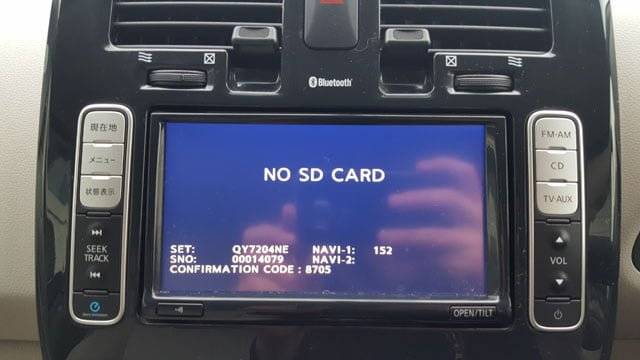 Bluetooth
現在地
メニュー
状態表示
SEEK
TRACK
FM-AM
CD
TV-AUX
VOL
NO SD CARD
SET: QY7204NE NAVI-1: 152
SNO: 00014079 NAVI-2:
CONFIRMATION CODE : 8705
OPEN/TILT